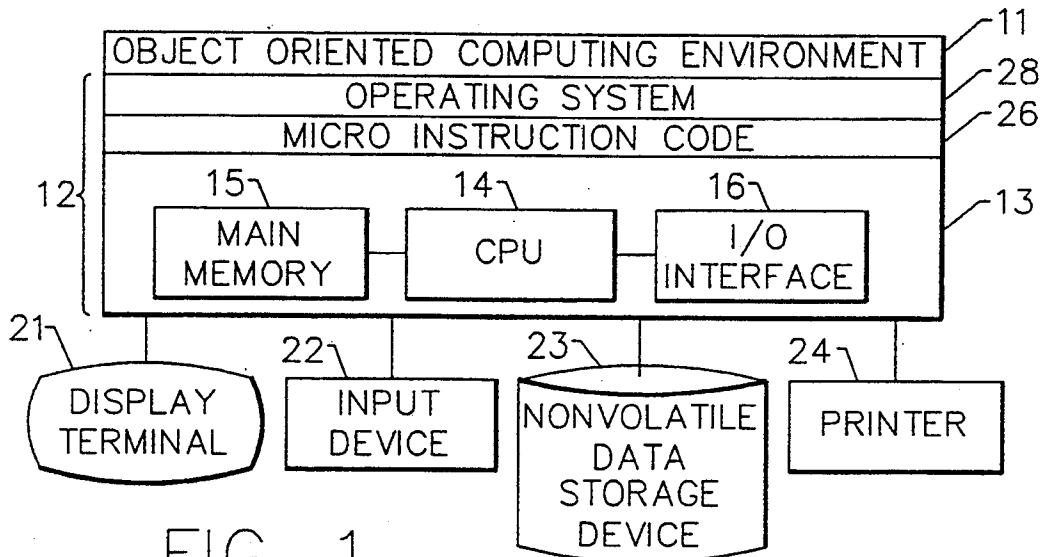 11
OBJECT ORIENTED COMPUTING ENVIRONMENT
28
OPERATING SYSTEM
26
MICRO INSTRUCTION CODE
12
15
14
16
13
MAIN
MEMORY
CPU
I/O
INTERFACE
21
22
23
24
DISPLAY
TERMINAL
INPUT
DEVICE
NONVOLATILE
DATA
STORAGE
DEVICE
PRINTER
FIG. 1.